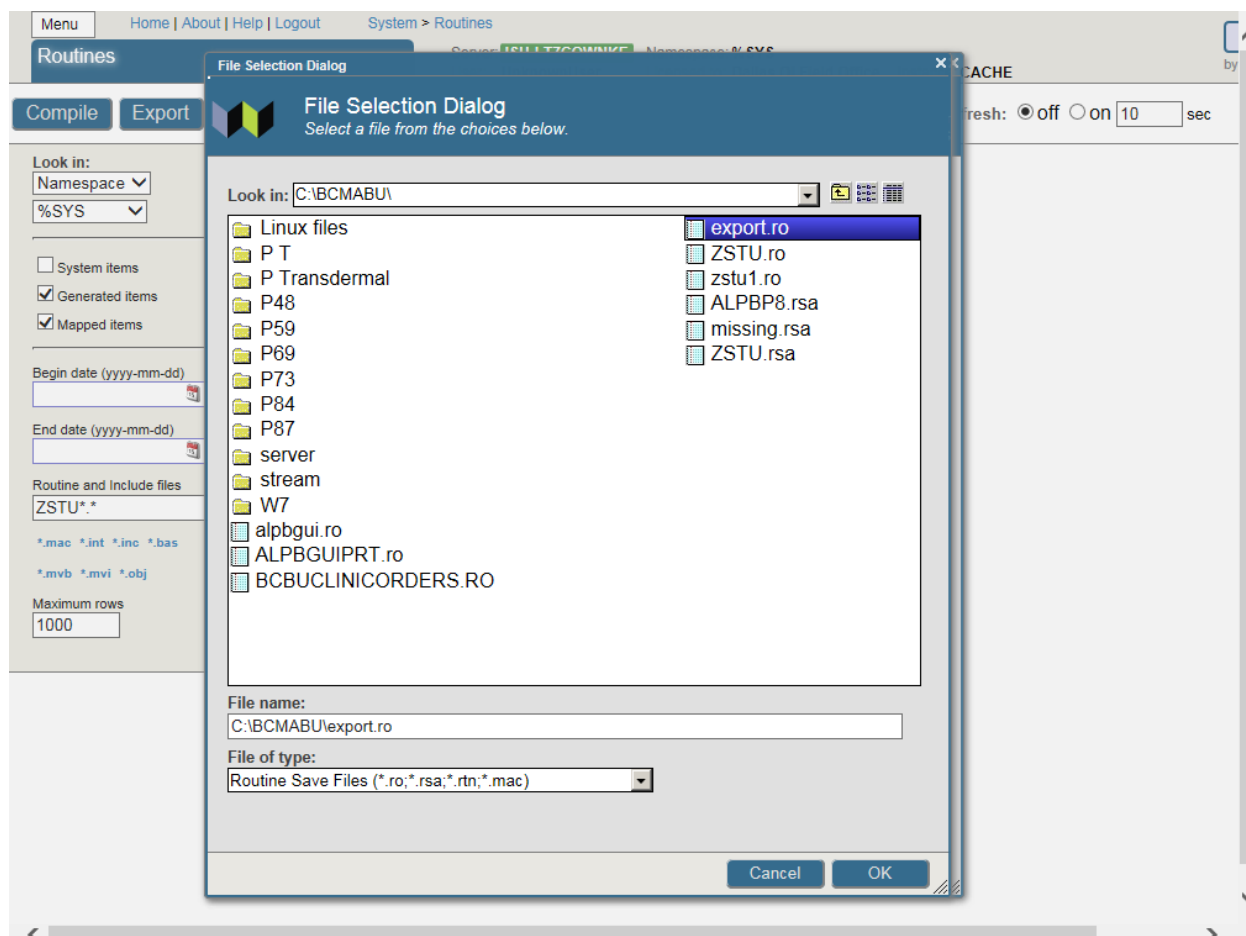 Menu Home | About | Help | Logout System > Routines
Routines
Namespace: %SYS
CACHE
by
File Selection Dialog
File Selection Dialog
Select a file from the choices below.
Compile Export
fresh: off on 10 sec
Look in:
Namespace
%SYS
System items
Generated items
Mapped items
Begin date (yyyy-mm-dd)
End date (yyyy-mm-dd)
Routine and Include files
ZSTU*.*
*.mac *.int *.inc *.bas
*.mvb *.mvi *.obj
Maximum rows
1000
Look in: C:\BCMABU\
Linux files
P T
P Transdermal
P48
P59
P69
P73
P84
P87
server
stream
W7
alpbgui.ro
ALPBGUIPRT.ro
BCBUCLINICORDERS.RO
export.ro
ZSTU.ro
zstu1.ro
ALPBP8.rsa
missing.rsa
ZSTU.rsa
File name:
C:\BCMABU\export.ro
File of type:
Routine Save Files (*.ro;*.rsa;*.rtn;*.mac)
Cancel OK